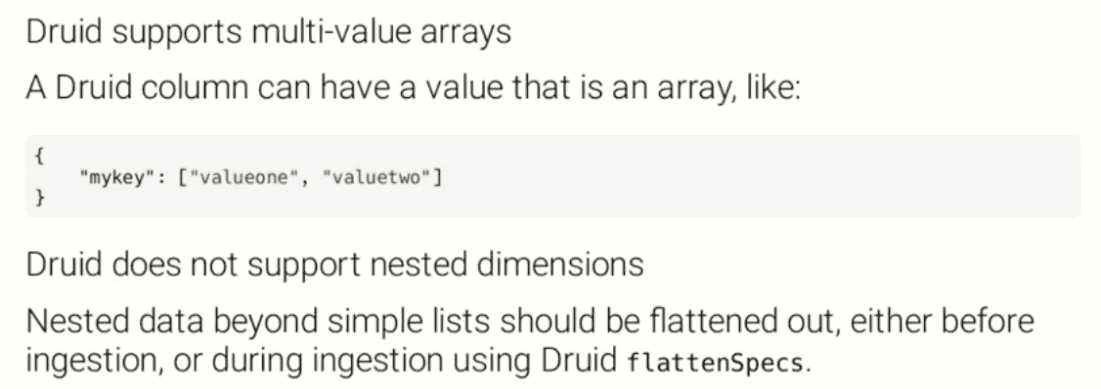 Druid supports multi-value arrays
A Druid column can have a value that is an array, like:
{
    "mykey": ["valueone", "valuetwo"]
}
Druid does not support nested dimensions
Nested data beyond simple lists should be flattened out, either before
ingestion, or during ingestion using Druid flattenSpecs.